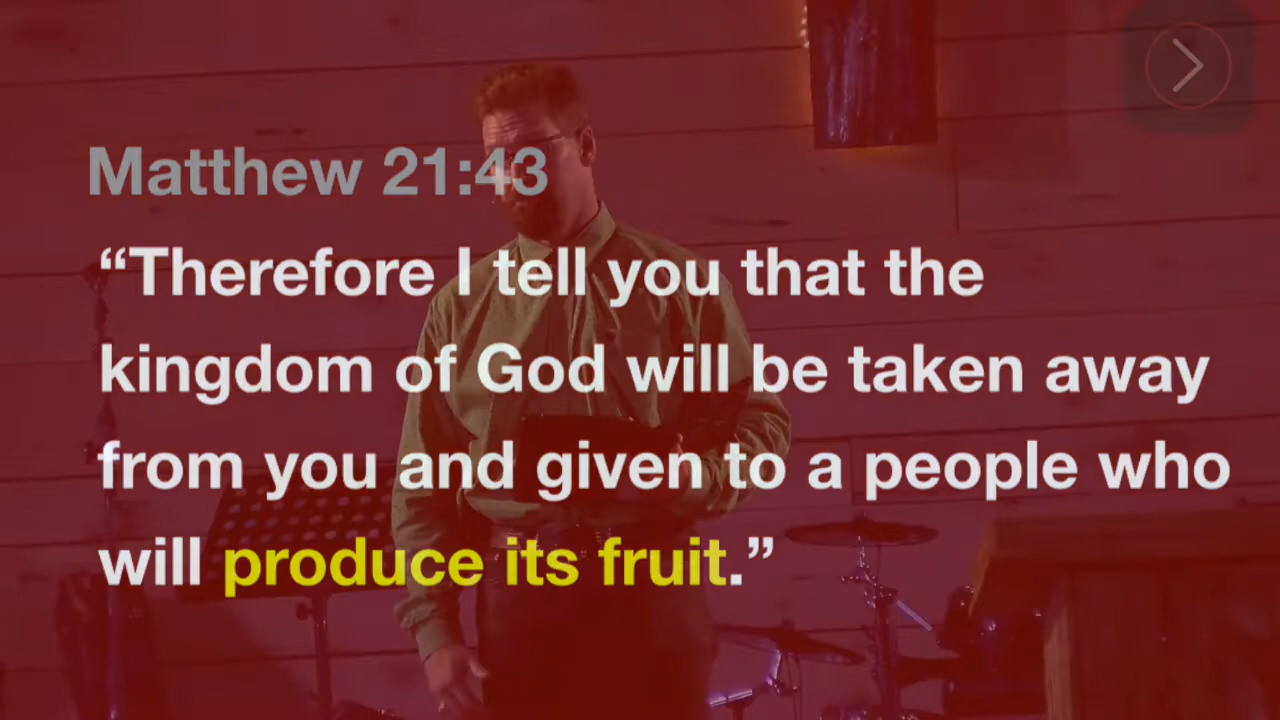 Matthew 21:43
“Therefore I tell you that the
kingdom of God will be taken away
from you and given to a people who
will produce its fruit.”